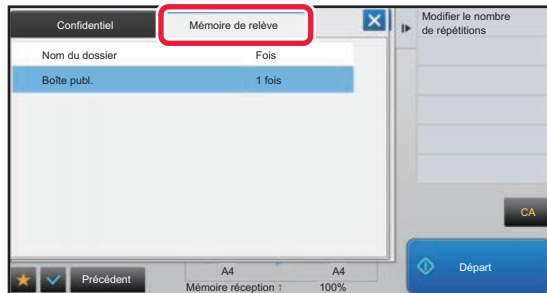 Confidentiel
Mémoire de relève
Modifier le nombre
de répétitions
Nom du dossier
Fois
Boîte publ.
1 fois
CA
Précédent
A4
A4
Mémoire réception :
100%
Départ